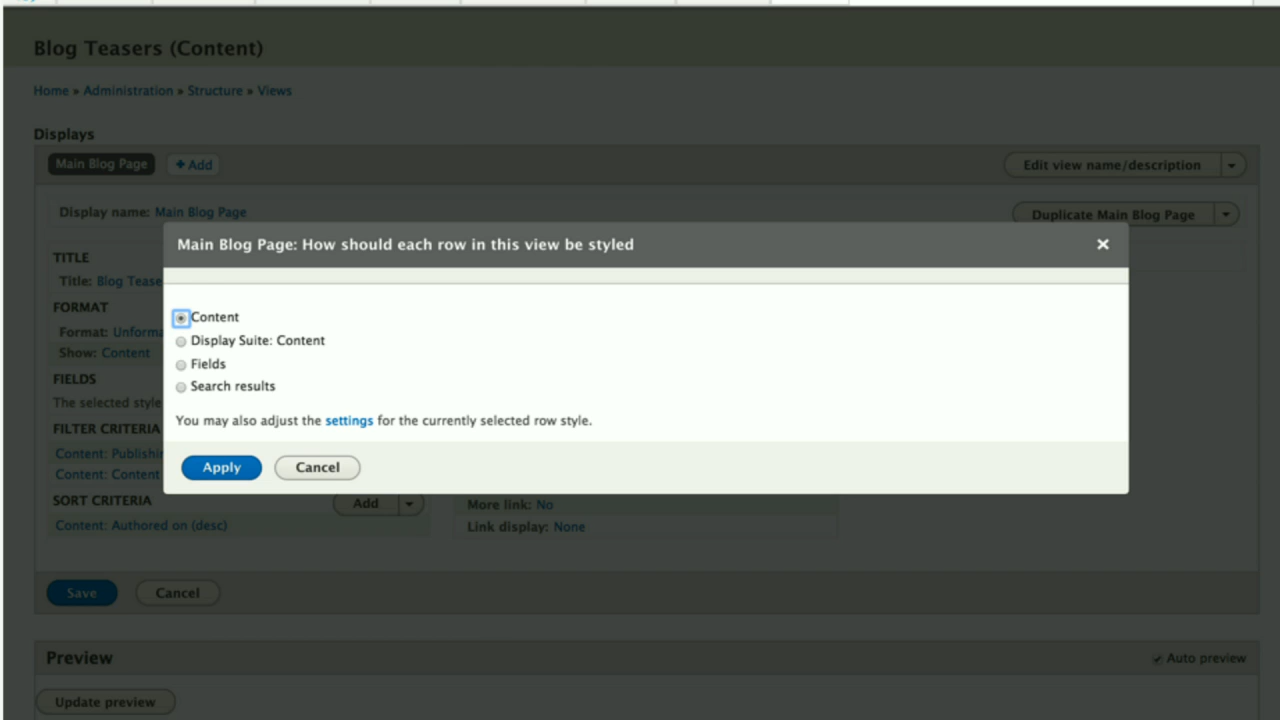 Blog Teasers (Content)
Home » Administration » Structure » Views
Displays
Main Blog Page
+ Add
Edit view name/description
Display name: Main Blog Page
Duplicate Main Blog Page
Main Blog Page: How should each row in this view be styled
TITLE
Title: Blog Tease
FORMAT
Format: Unforma
Show: Content
FIELDS
The selected style
FILTER CRITERIA
Content: Publishin
Content: Content
SORT CRITERIA
Add
Content: Authored on (desc)
Content
Display Suite: Content
Fields
Search results
You may also adjust the settings for the currently selected row style.
Apply
Cancel
More link: No
Link display: None
Save
Cancel
Preview
Auto preview
Update preview